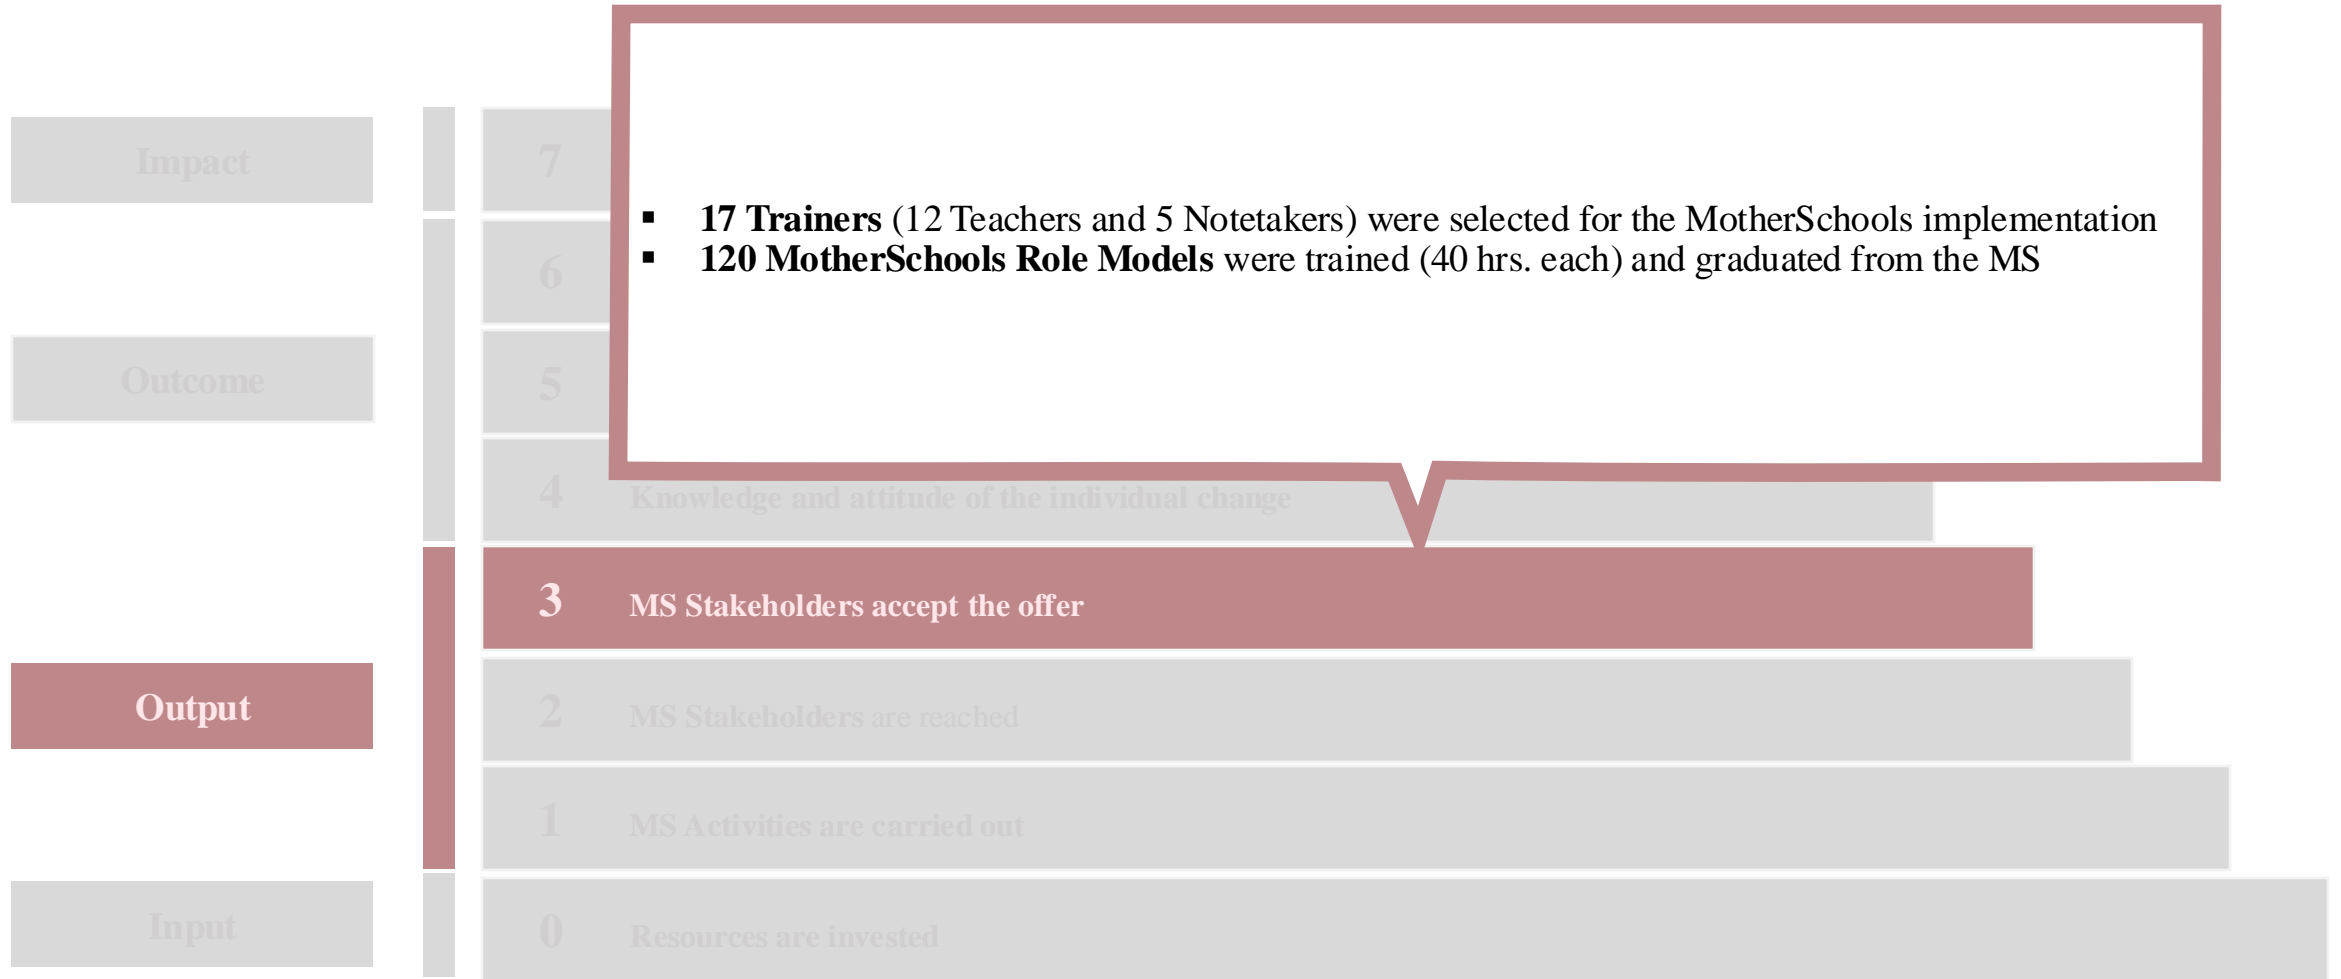 Impact
7
▪ 17 Trainers (12 Teachers and 5 Notetakers) were selected for the MotherSchools implementation
▪ 120 MotherSchools Role Models were trained (40 hrs. each) and graduated from the MS
6
Outcome
5
4 Knowledge and attitude of the individual change
3 MS Stakeholders accept the offer
Output
2 MS Stakeholders are reached
1 MS Activities are carried out
Input
0 Resources are invested